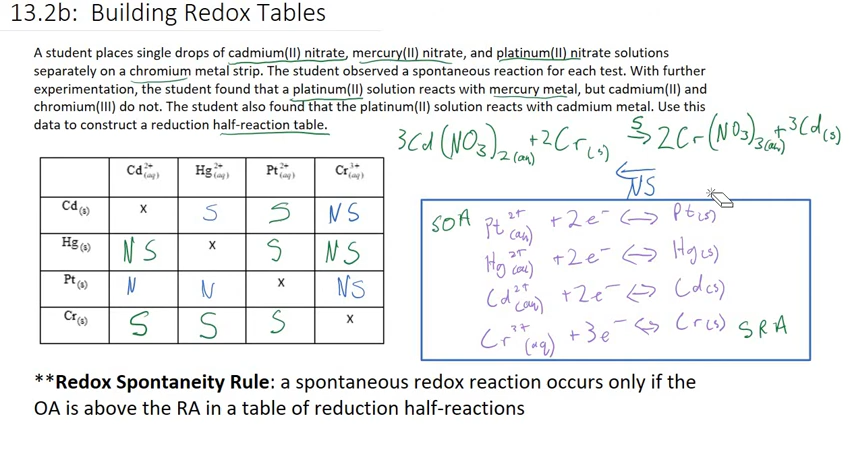 13.2b: Building Redox Tables
A student places single drops of cadmium(II) nitrate, mercury(II) nitrate, and platinum(II) nitrate solutions
separately on a chromium metal strip. The student observed a spontaneous reaction for each test. With further
experimentation, the student found that a platinum(II) solution reacts with mercury metal, but cadmium(II) and
chromium(III) do not. The student also found that the platinum(II) solution reacts with cadmium metal. Use this
data to construct a reduction half-reaction table.
3Cd(NO₃)₂(aq) + 2Cr(s) S→ 2Cr(NO₃)₃(aq) + 3Cd(s)
← NS
Cd²⁺(aq) Hg²⁺(aq) Pt²⁺(aq) Cr³⁺(aq)
Cd(s) X S S NS
Hg(s) NS X S NS
Pt(s) N N X NS
Cr(s) S S S X
SOA Pt²⁺(aq) + 2e⁻ ↔ Pt(s)
Hg²⁺(aq) + 2e⁻ ↔ Hg(s)
Cd²⁺(aq) + 2e⁻ ↔ Cd(s)
Cr³⁺(aq) + 3e⁻ ↔ Cr(s) SRA
**Redox Spontaneity Rule: a spontaneous redox reaction occurs only if the
OA is above the RA in a table of reduction half-reactions